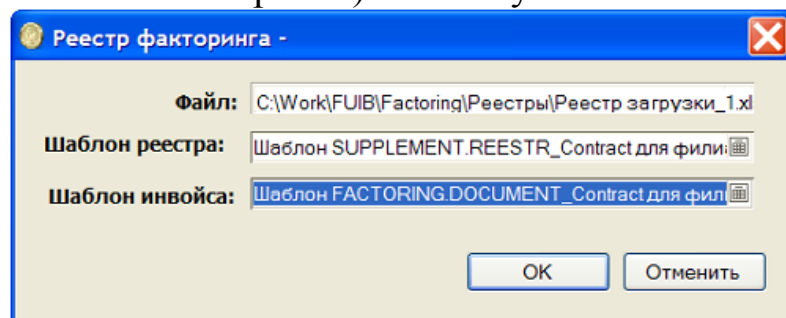 Реестр факторинга -
Файл: C:\Work\FUIB\Factoring\Реестры\Реестр загрузки_1.xl
Шаблон реестра: Шаблон SUPPLEMENT.REESTR_Contract для фили
Шаблон инвойса: Шаблон FACTORING.DOCUMENT_Contract для фил
OK Отменить